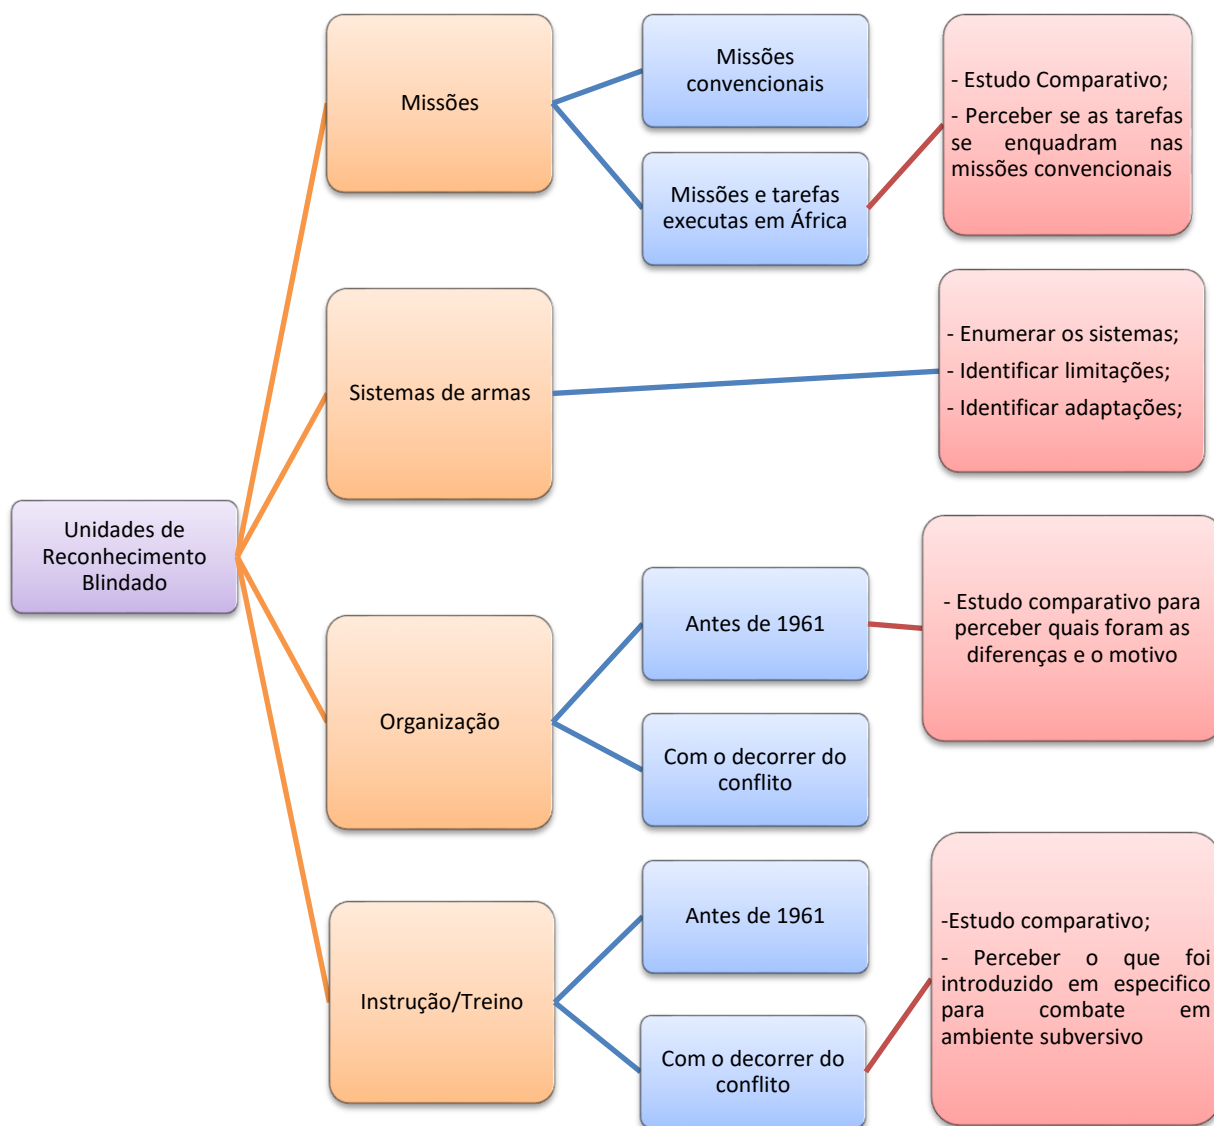 Missões
Missões
convencionais
- Estudo Comparativo;
- Perceber se as tarefas
se enquadram nas
missões convencionais
Missões e tarefas
executas em África
Sistemas de armas
- Enumerar os sistemas;
- Identificar limitações;
- Identificar adaptações;
Unidades de
Reconhecimento
Blindado
Organização
Antes de 1961
- Estudo comparativo para
perceber quais foram as
diferenças e o motivo
Com o decorrer do
conflito
Instrução/Treino
Antes de 1961
-Estudo comparativo;
- Perceber o que foi
introduzido em especifico
para combate em
ambiente subversivo
Com o decorrer do
conflito